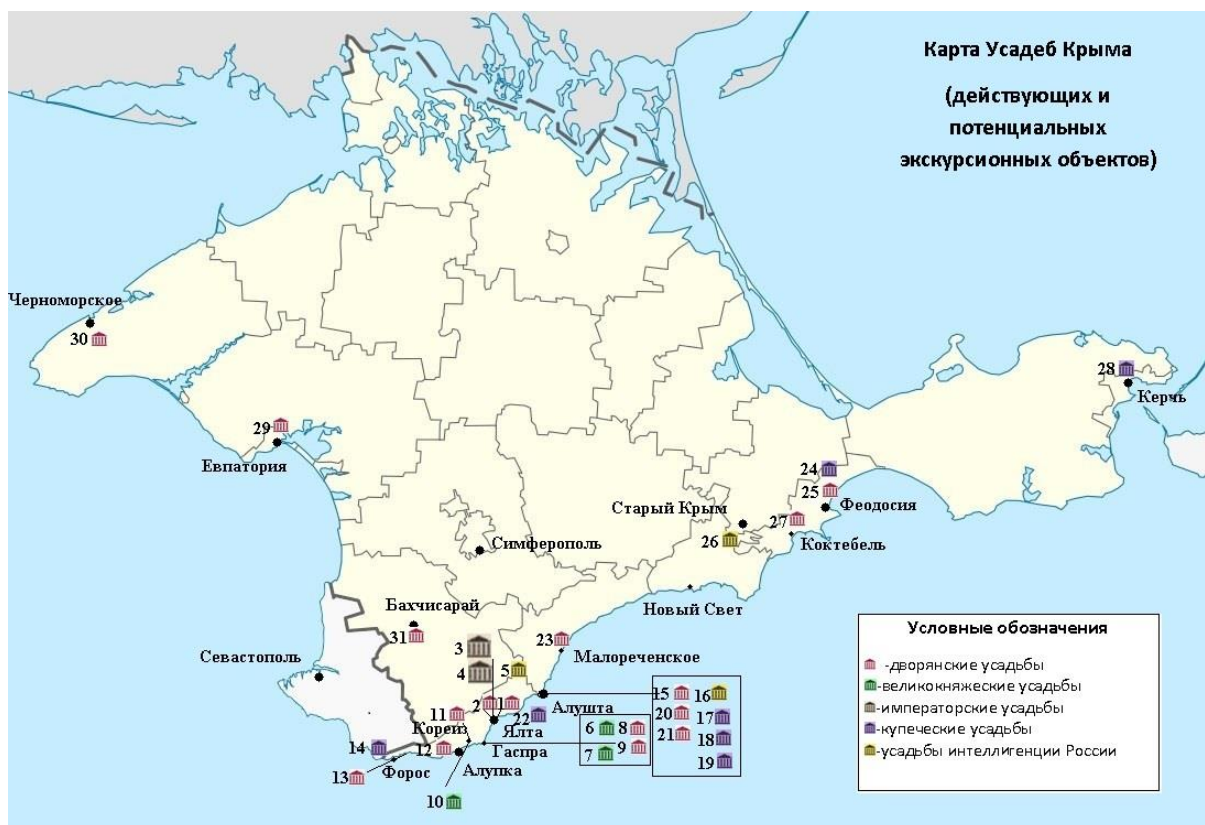 Карта Усадеб Крыма
(действующих и
потенциальных
экскурсионных объектов)
Черноморское
30
28
Керчь
29
Евпатория
24
25
Феодосия
Старый Крым
27
26
Коктебель
Симферополь
Новый Свет
Бахчисарай
31
23
Малореченское
3
4
5
Севастополь
Алушта
2
1
22
11
Кореиз
Ялта
Гаспра
14
12
Алупка
Форос
13
10
6
8
7
9
15
16
20
17
21
18
19
Условные обозначения
-дворянские усадьбы
-великокняжеские усадьбы
-императорские усадьбы
-купеческие усадьбы
-усадьбы интеллигенции России